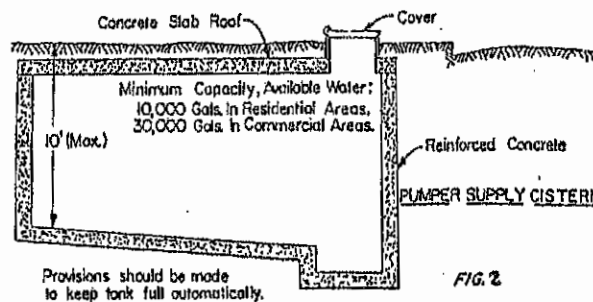 Concrete Slab Roof
Cover
Minimum Capacity, Available Water:
10,000 Gals. In Residential Areas,
30,000 Gals. In Commercial Areas.
10' (Max.)
Reinforced Concrete
PUMPER SUPPLY CISTERN
Provisions should be made
to keep tank full automatically.
FIG. 2